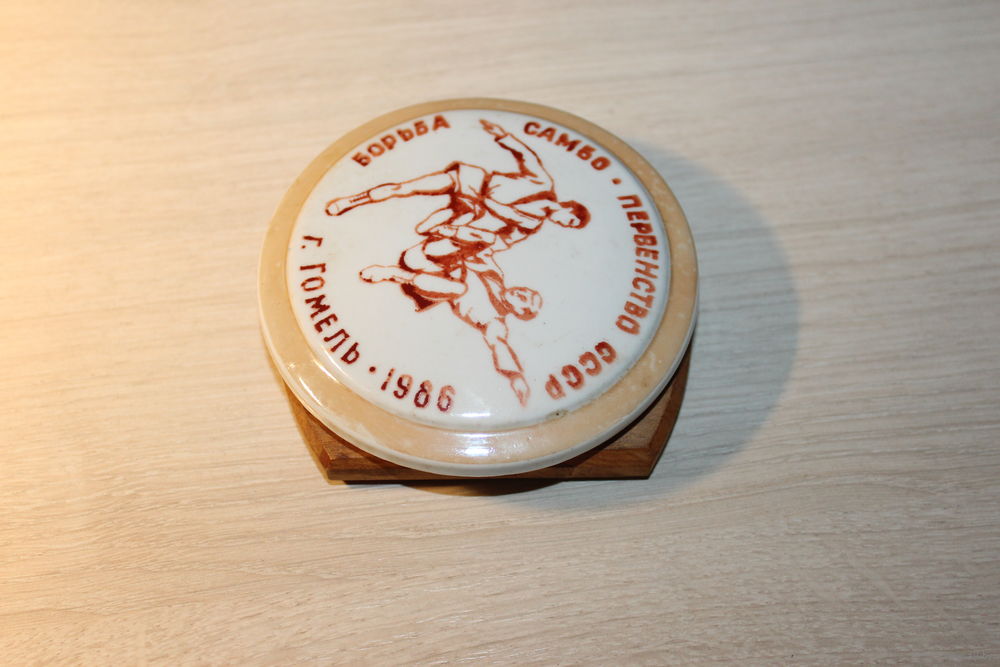 БОРЬБА САМБО · ПЕРВЕНСТВО СССР
Г. ГОМЕЛЬ · 1986